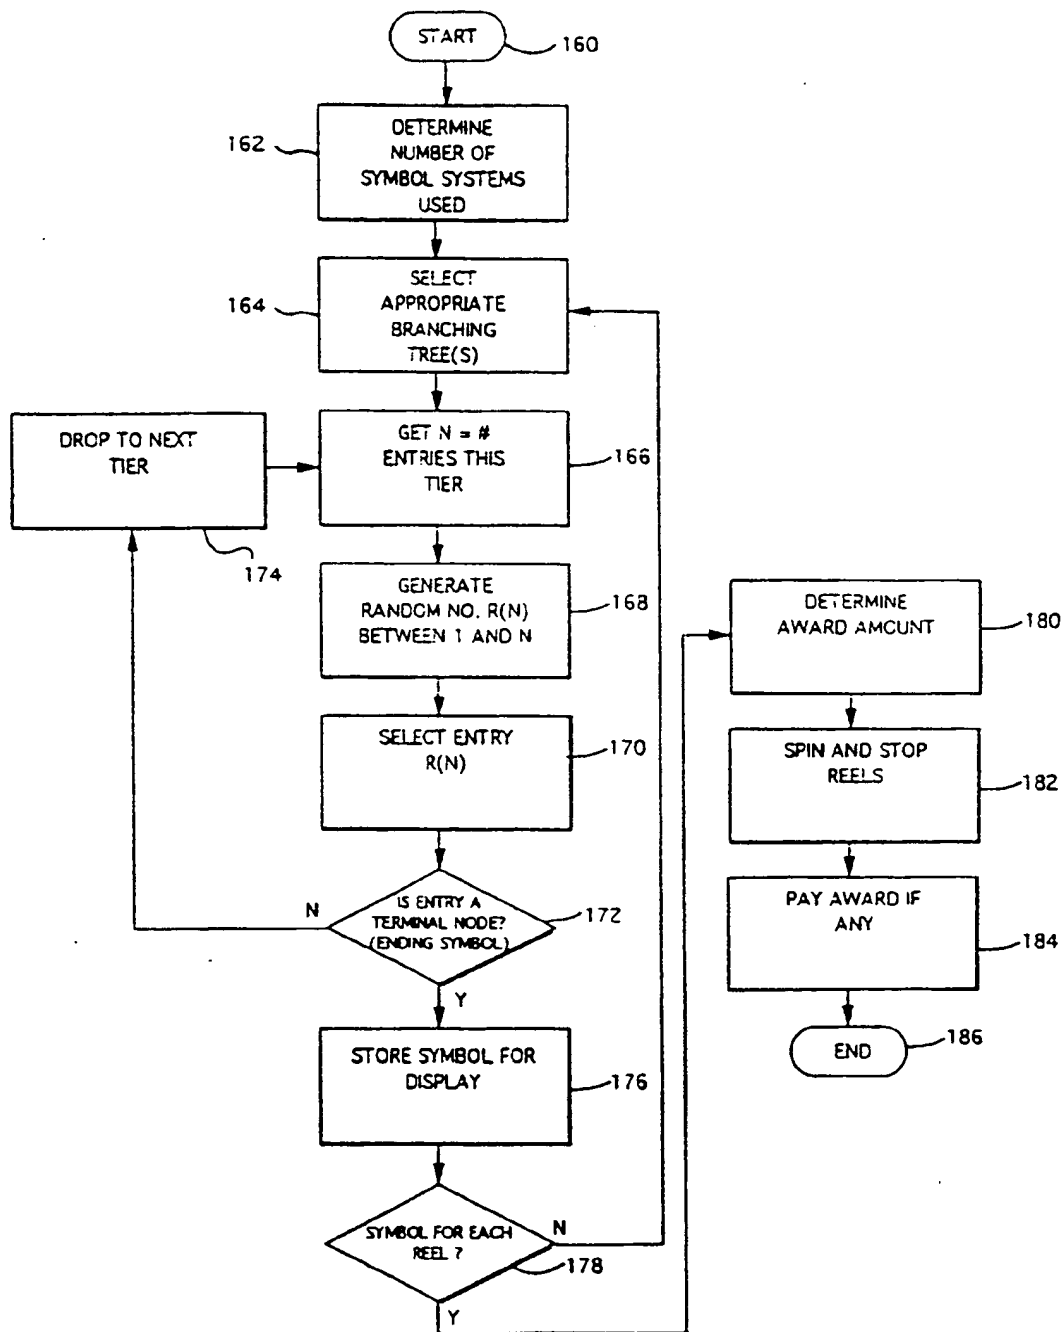 START
160
162
DETERMINE
NUMBER OF
SYMBOL SYSTEMS
USED
164
SELECT
APPROPRIATE
BRANCHING
TREE(S)
DROP TO NEXT
TIER
174
GET N = #
ENTRIES THIS
TIER
166
GENERATE
RANDOM NO. R(N)
BETWEEN 1 AND N
168
SELECT ENTRY
R(N)
170
N
IS ENTRY A
TERMINAL NODE?
(ENDING SYMBOL)
172
Y
STORE SYMBOL FOR
DISPLAY
176
SYMBOL FOR EACH
REEL ?
N
178
Y
DETERMINE
AWARD AMOUNT
180
SPIN AND STOP
REELS
182
PAY AWARD IF
ANY
184
END
186